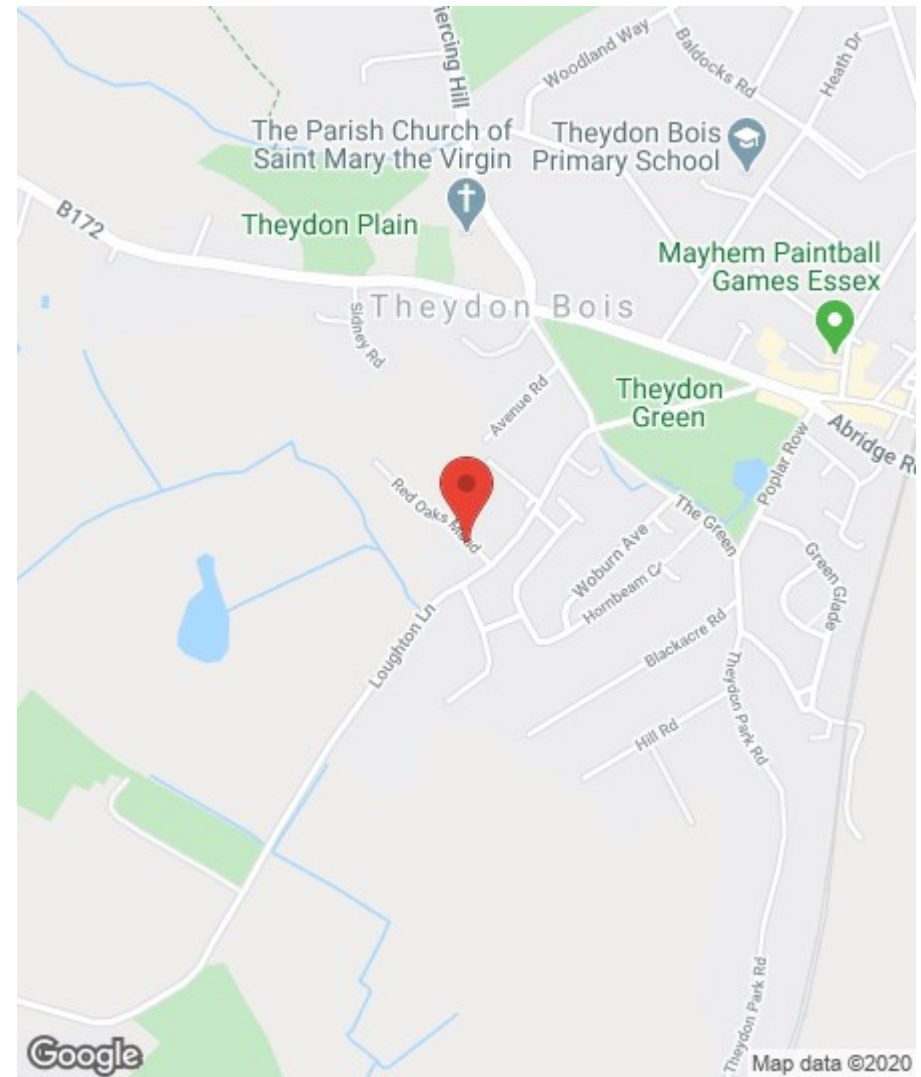 iercing Hill
Woodland Way
Baldocks Rd
Heath Dr
The Parish Church of
Saint Mary the Virgin
Theydon Bois
Primary School
B172
Theydon Plain
Mayhem Paintball
Games Essex
Theydon Bois
Sidney Rd
Theydon
Green
Avenue Rd
Abridge Rd
Poplar Row
Red Oaks Mead
The Green
Woburn Ave
Green Glade
Hornbeam C
Loughton Ln
Blackacre Rd
Theydon Park Rd
Hill Rd
Theydon Park Rd
Google
Map data ©2020